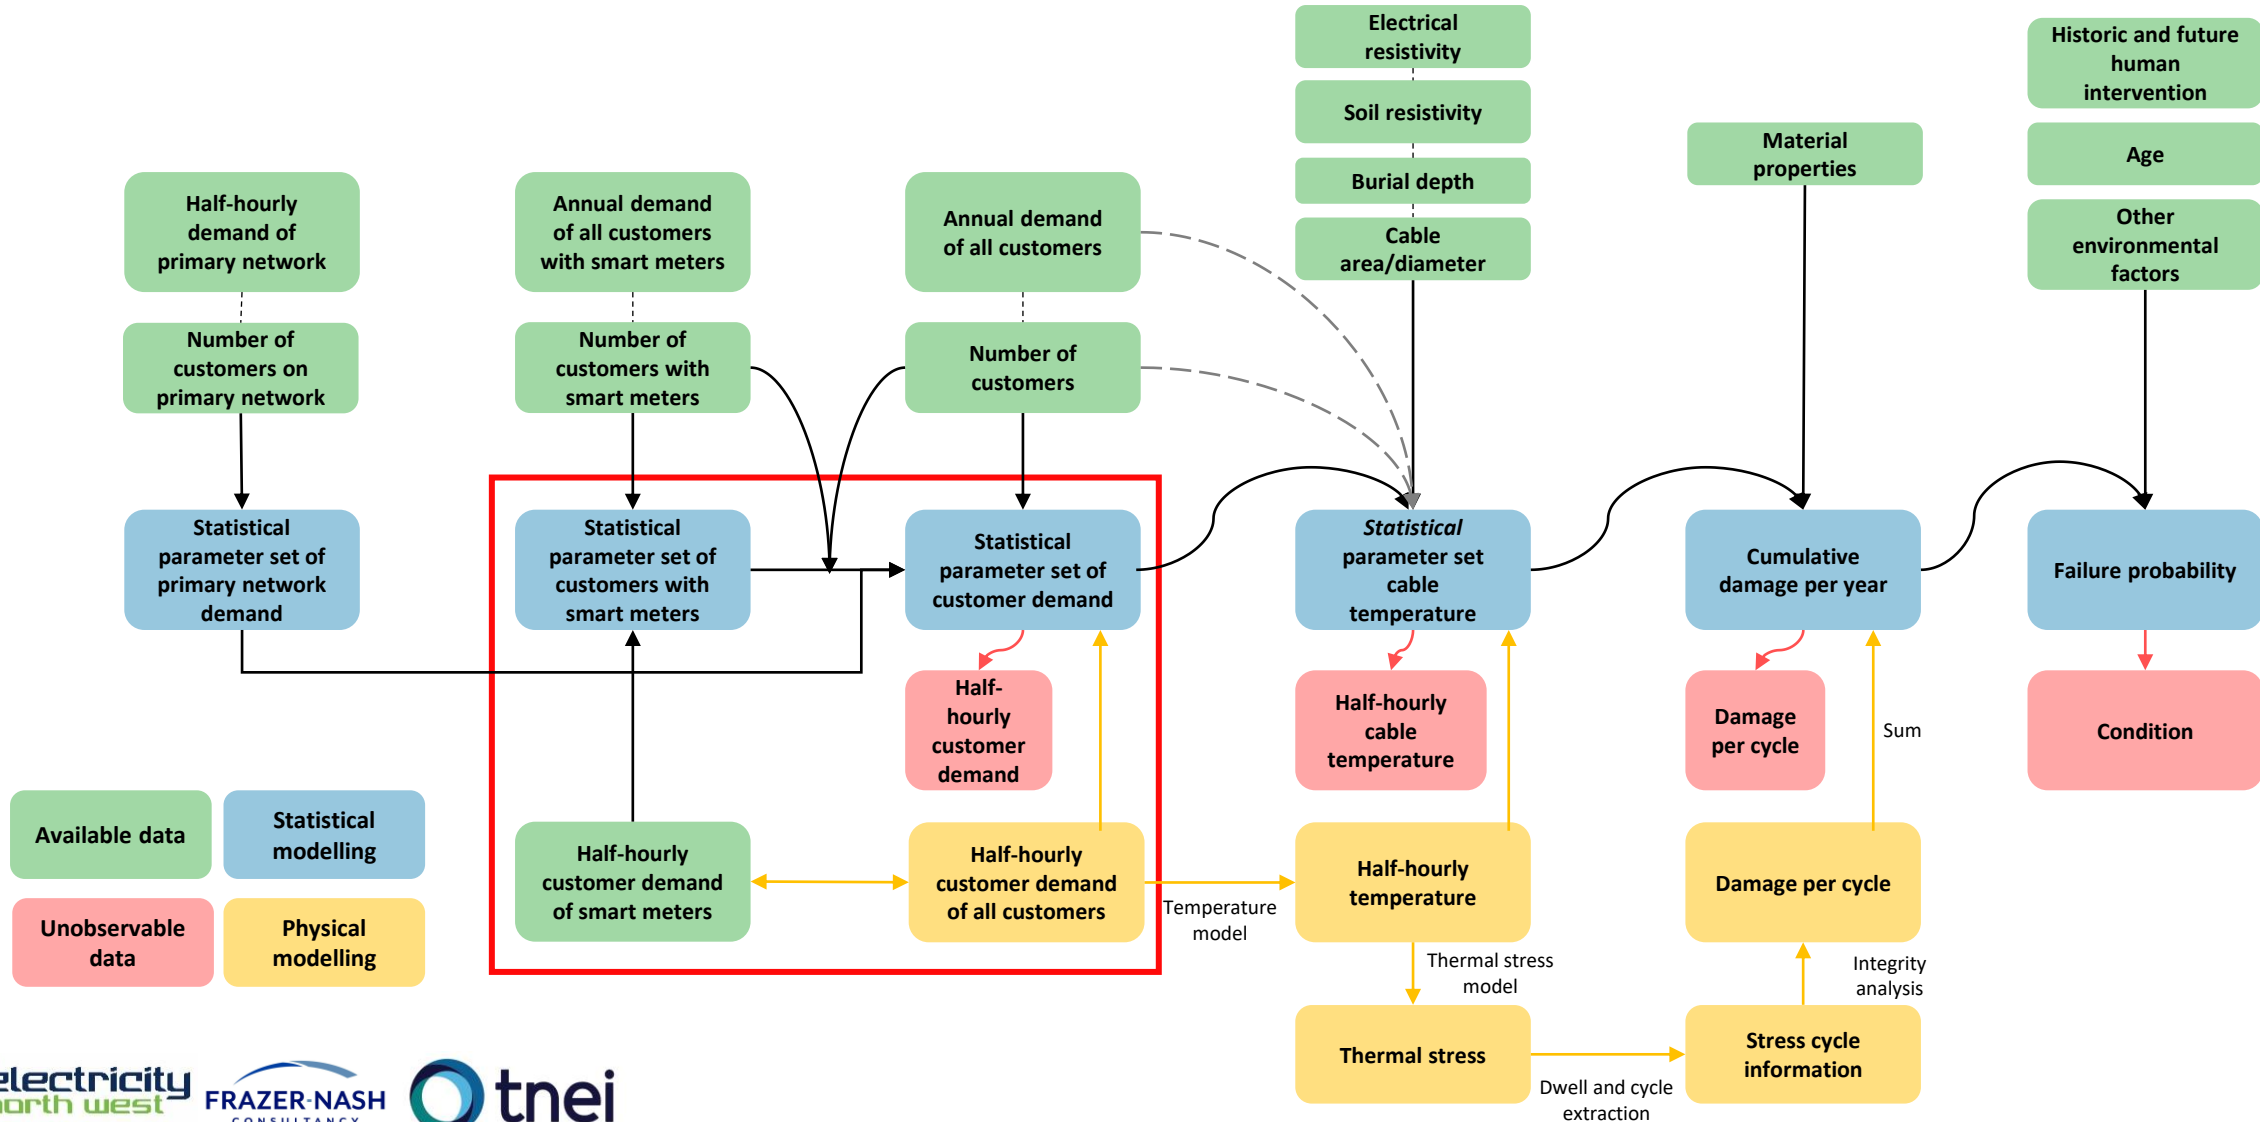 Electrical
resistivity
Soil resistivity
Burial depth
Cable
area/diameter
Historic and future
human
intervention
Age
Other
environmental
factors
Material
properties
Half-hourly
demand of
primary network
Annual demand
of all customers
with smart meters
Annual demand
of all customers
Number of
customers on
primary network
Number of
customers with
smart meters
Number of
customers
Statistical
parameter set of
primary network
demand
Statistical
parameter set of
customers with
smart meters
Statistical
parameter set of
customer demand
Statistical
parameter set
cable
temperature
Cumulative
damage per year
Failure probability
Half-
hourly
customer
demand
Half-hourly
cable
temperature
Damage
per cycle
Sum
Condition
Available data
Statistical
modelling
Unobservable
data
Physical
modelling
Half-hourly
customer demand
of smart meters
Half-hourly
customer demand
of all customers
Temperature
model
Half-hourly
temperature
Damage per cycle
Thermal stress
model
Integrity
analysis
Thermal stress
Dwell and cycle
extraction
Stress cycle
information
electricity
north west
FRAZER-NASH
CONSULTANCY
tnei